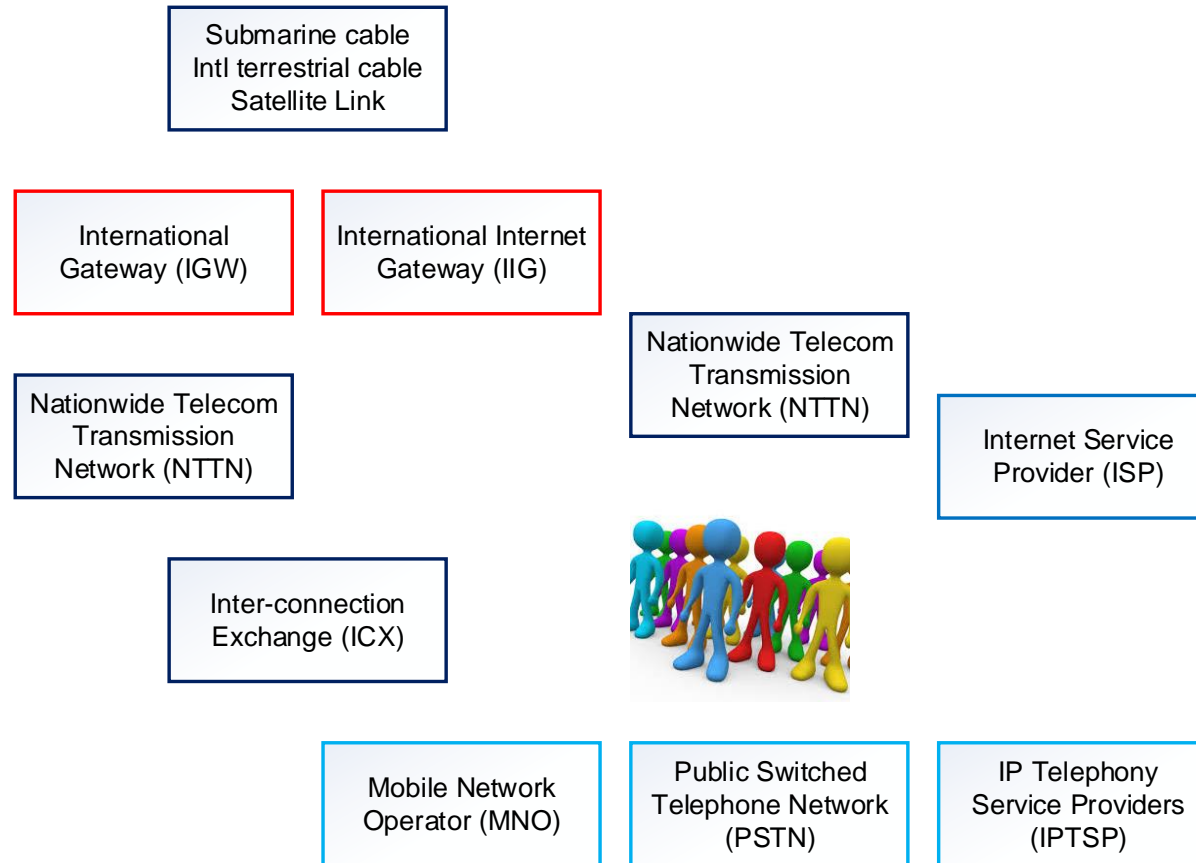 Submarine cable
Intl terrestrial cable
Satellite Link
International
Gateway (IGW)
International Internet
Gateway (IIG)
Nationwide Telecom
Transmission
Network (NTTN)
Nationwide Telecom
Transmission
Network (NTTN)
Internet Service
Provider (ISP)
Inter-connection
Exchange (ICX)
Mobile Network
Operator (MNO)
Public Switched
Telephone Network
(PSTN)
IP Telephony
Service Providers
(IPTSP)